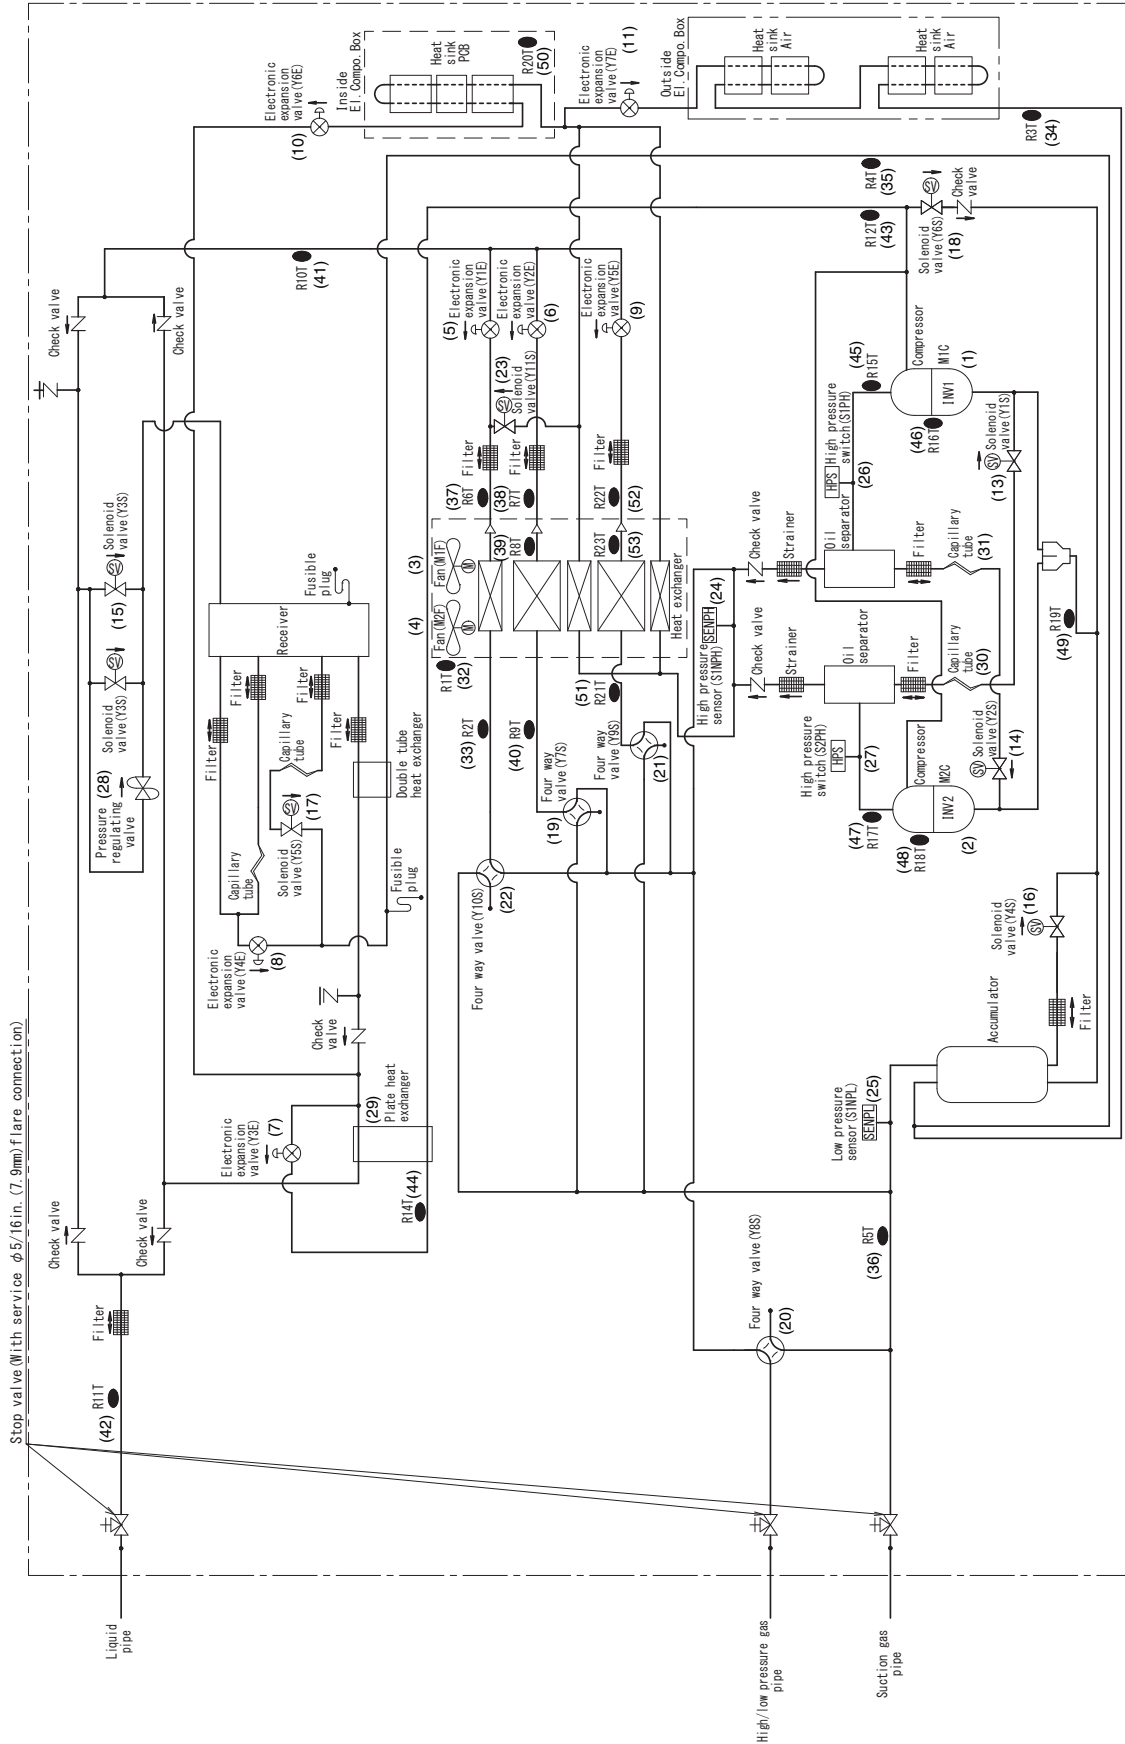 Stop valve(With service φ5/16in. (7.9mm)flare connection)
Liquid
pipe
High/low pressure gas
pipe
Suction gas
pipe
(42)
R11T
Filter
Check valve
Check valve
Electronic
expansion
valve(Y3E)
(7)
(29)
Plate heat
exchanger
R14T
(44)
Check
valve
Electronic
expansion
valve(Y4E)
(8)
Pressure
regulating
valve
(28)
Solenoid
valve(Y3S)
Solenoid
valve(Y3S)
(15)
Check valve
Check valve
Capillary
tube
Solenoid
valve(Y5S)
(17)
Capillary
tube
Filter
Filter
Filter
Filter
Receiver
Fusible
plug
Double tube
heat exchanger
Fusible
plug
R10T
(41)
Electronic
expansion
valve(Y6E)
(10)
Inside
El. Compo. Box
Heat
sink
PCB
R20T
(50)
Electronic
expansion
valve(Y7E)
(11)
Outside
El. Compo. Box
Heat
sink
Air
Heat
sink
Air
R3T
(34)
R4T
(35)
R12T
(43)
Solenoid
valve(Y6S)
(18)
Check
valve
(5)
Electronic
expansion
valve(Y1E)
Electronic
expansion
valve(Y2E)
(6)
Electronic
expansion
valve(Y5E)
(9)
(23)
Solenoid
valve(Y11S)
Filter
Filter
Filter
(37)
R6T
(38)
R7T
R22T
(52)
(39)
R8T
R23T
(53)
(3)
Fan(M1F)
M
(4)
Fan(M2F)
M
Heat exchanger
R1T
(32)
(33)
R2T
(40)
R9T
(51)
R21T
Four way
valve(Y7S)
(19)
Four way
valve(Y9S)
(21)
Four way valve(Y10S)
(22)
High pressure
sensor(S1NPH)
SENPH
(24)
Check valve
Check valve
Strainer
Strainer
Oil
separator
Oil
separator
Filter
Filter
Capillary
tube
(31)
Capillary
tube
(30)
HPS
High pressure
switch(S1PH)
(26)
High pressure
switch(S2PH)
HPS
(27)
(45)
R15T
Compressor
INV1
M1C
(1)
(46)
R16T
SV
Solenoid
valve(Y1S)
(13)
Compressor
INV2
M2C
(2)
(47)
R17T
(48)
R18T
SV
Solenoid
valve(Y2S)
(14)
R19T
(49)
Solenoid
valve(Y4S)
(16)
Filter
Accumulator
Low pressure
sensor(S1NPL)
SENPL
(25)
(36)
R5T
Four way valve(Y8S)
(20)
SV
SV
SV
SV
SV
SV